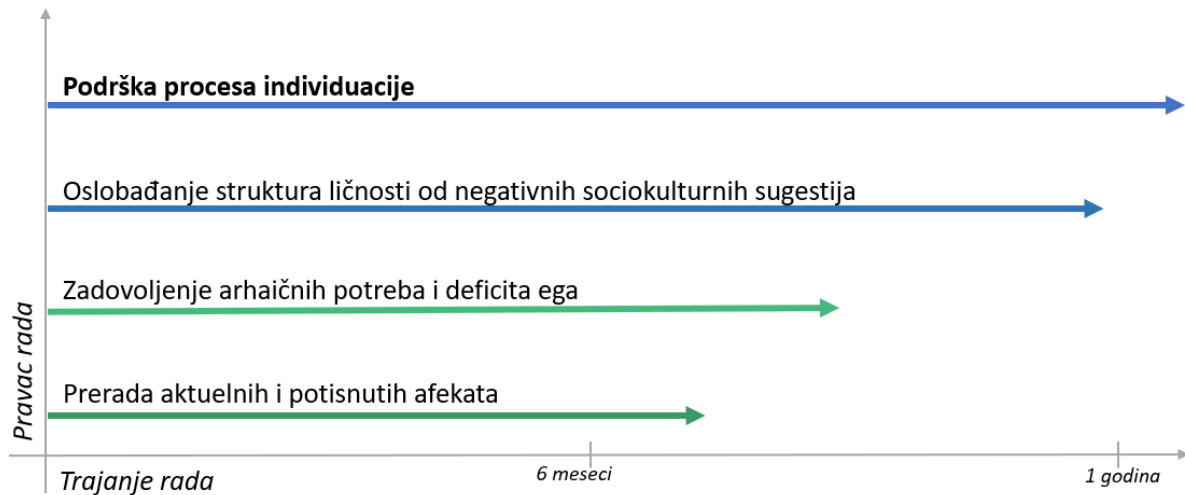 Podrška procesa individuacije
Oslobađanje struktura ličnosti od negativnih sociokulturnih sugestija
Zadovoljenje arhaičnih potreba i deficita ega
Prerada aktuelnih i potisnutih afekata
Pravac rada
Trajanje rada
6 meseci
1 godina